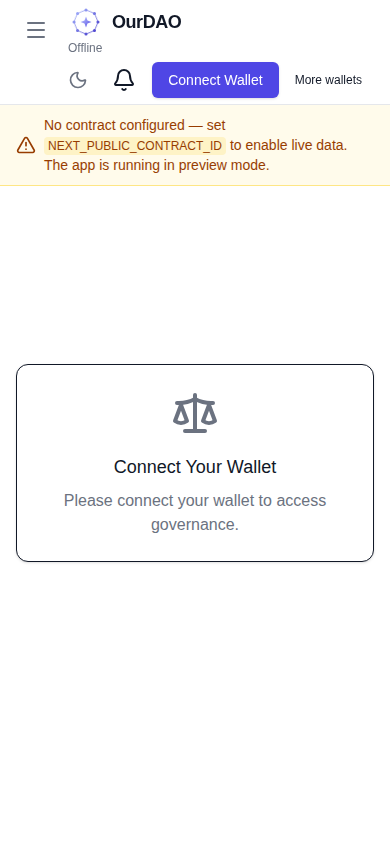 OurDAO
Offline
Connect Wallet
More wallets
No contract configured — set
NEXT_PUBLIC_CONTRACT_ID to enable live data.
The app is running in preview mode.
Connect Your Wallet
Please connect your wallet to access
governance.